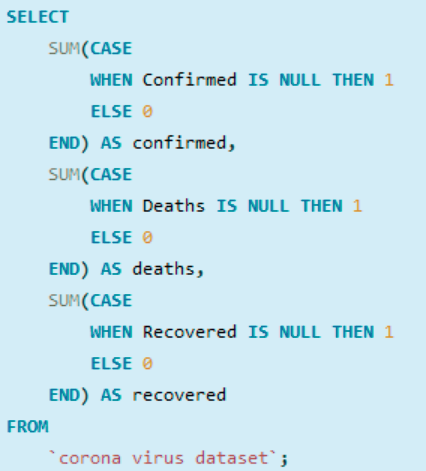 SELECT
    SUM(CASE
        WHEN Confirmed IS NULL THEN 1
        ELSE 0
    END) AS confirmed,
    SUM(CASE
        WHEN Deaths IS NULL THEN 1
        ELSE 0
    END) AS deaths,
    SUM(CASE
        WHEN Recovered IS NULL THEN 1
        ELSE 0
    END) AS recovered
FROM
    `corona virus dataset`;